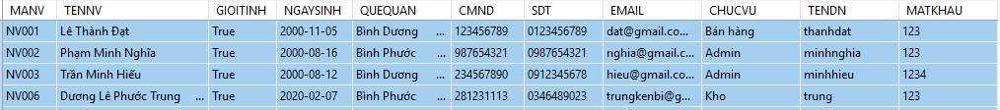 MANV TENNV GIOITINH NGAYSINH QUEQUAN CMND SDT EMAIL CHUCVU TENDN MATKHAU
NV001 Lê Thành Đạt True 2000-11-05 Bình Dương ... 123456789 0123456789 dat@gmail.co... Bán hàng thanhdat 123
NV002 Phạm Minh Nghĩa True 2000-08-16 Bình Phước ... 987654321 0987654321 nghia@gmail.c... Admin minhnghia 123
NV003 Trần Minh Hiếu True 2000-08-12 Bình Dương ... 234567890 0912345678 hieu@gmail.co... Admin minhhieu 1234
NV006 Dương Lê Phước Trung ... True 2020-02-07 Bình Phước ... 281231113 0346489023 trungkenbi@g... Kho trung 123